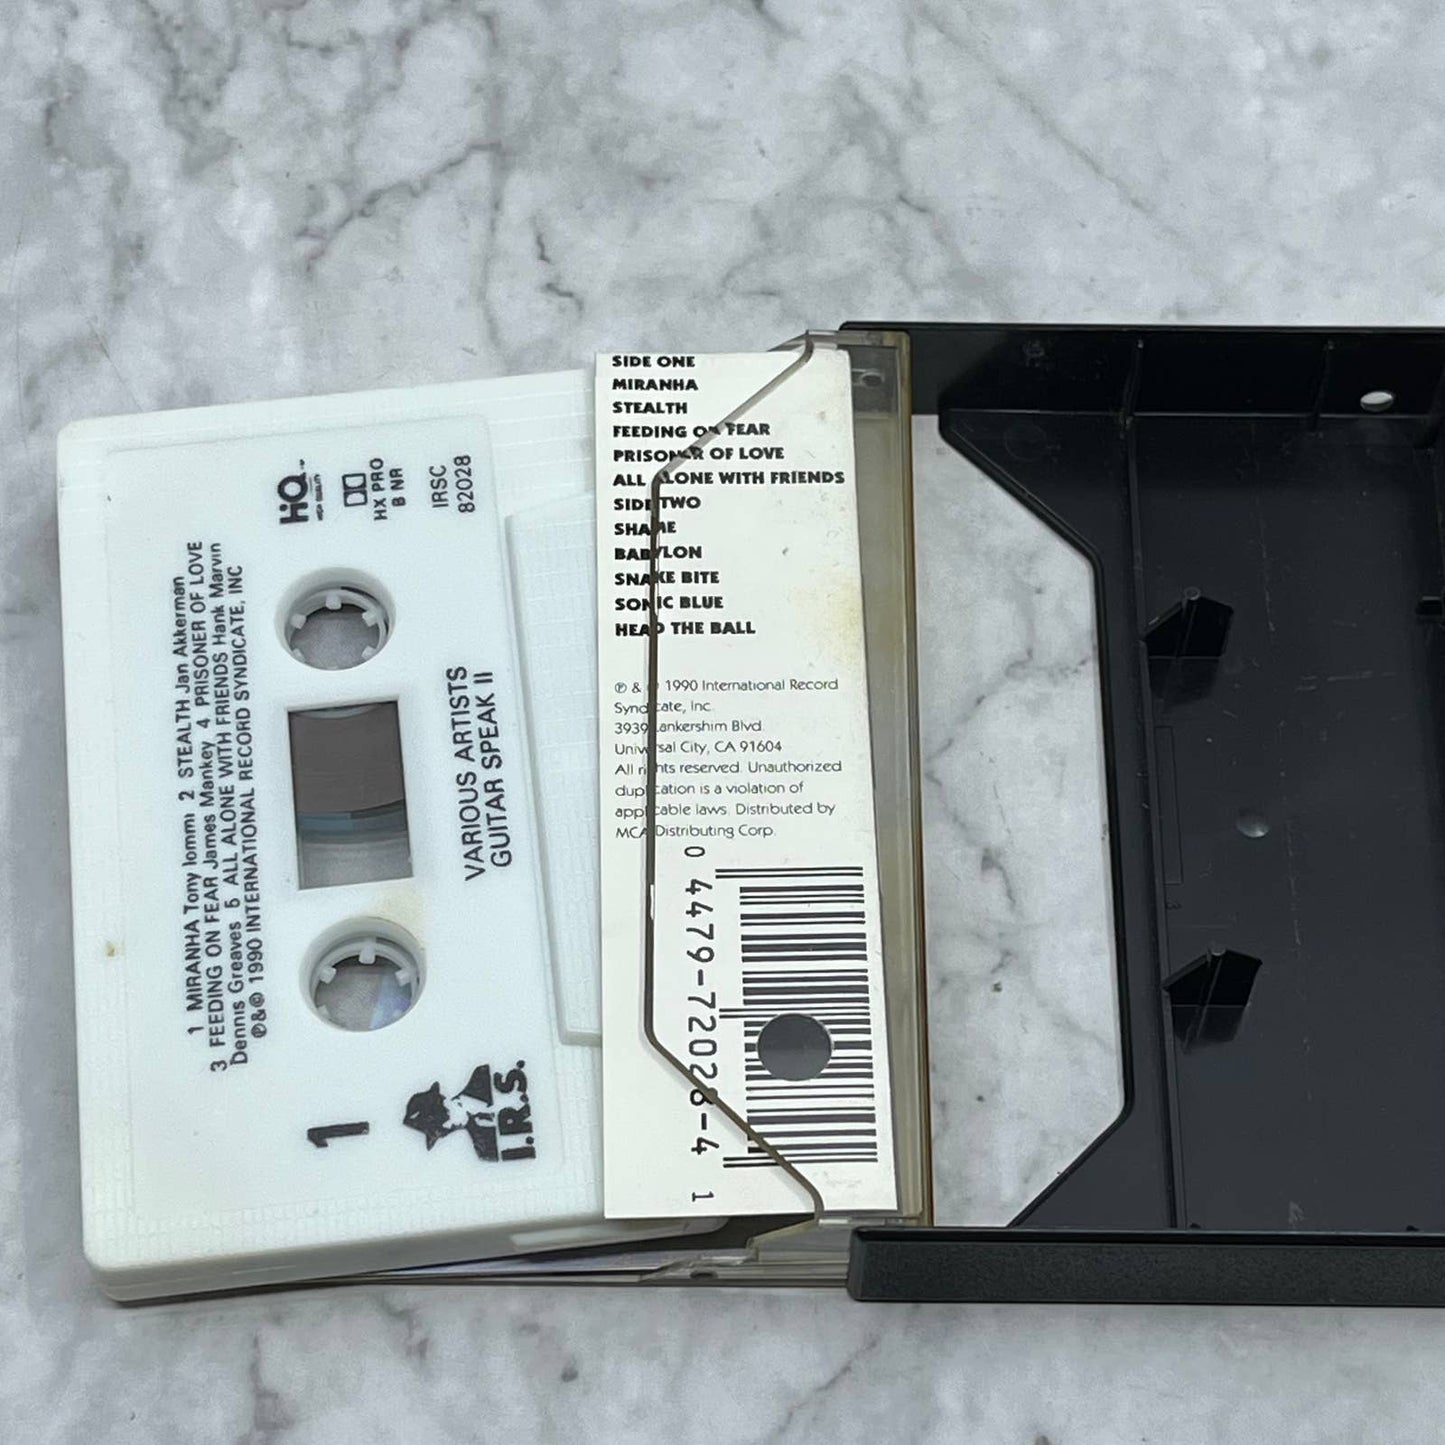 HiQ
HIGH QUALITY
HX PRO
B NR
IRSC
82028
1 MIRANHA Tony Iommi 2 STEALTH Jan Akkerman
3 FEEDING ON FEAR James Mankey 4 PRISONER OF LOVE
Dennis Greaves 5 ALL ALONE WITH FRIENDS Hank Marvin
℗&© 1990 INTERNATIONAL RECORD SYNDICATE, INC
VARIOUS ARTISTS
GUITAR SPEAK II
1
I.R.S.
SIDE ONE
MIRANHA
STEALTH
FEEDING ON FEAR
PRISONER OF LOVE
ALL ALONE WITH FRIENDS
SIDE TWO
SHAME
BABYLON
SNAKE BITE
SONIC BLUE
HEAD THE BALL
℗ & © 1990 International Record
Syndicate, Inc.
3939 Lankershim Blvd.
Universal City, CA 91604
All rights reserved. Unauthorized
duplication is a violation of
applicable laws. Distributed by
MCA Distributing Corp.
0 4479-72028-4 1